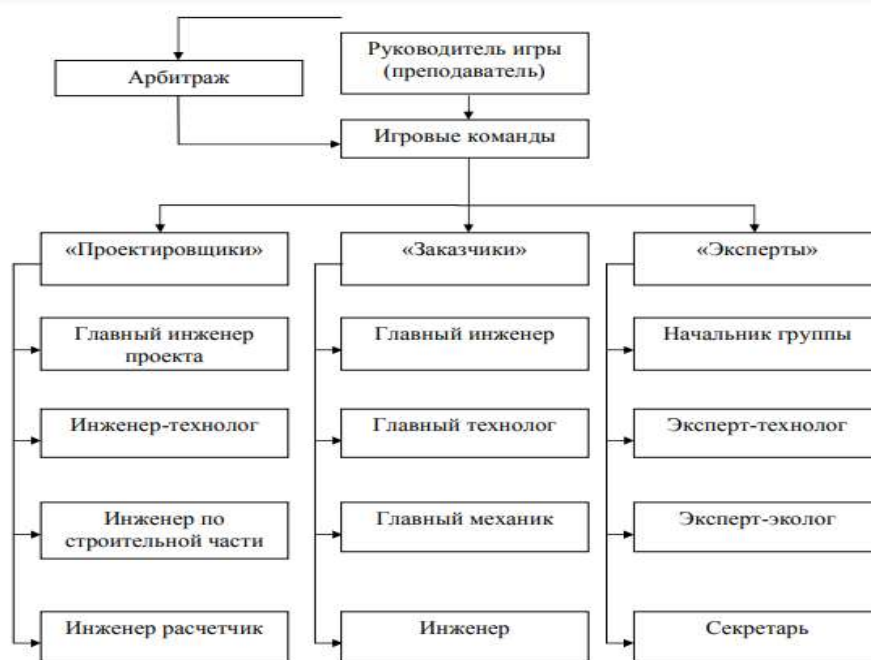 Руководитель игры
(преподаватель)
Арбитраж
Игровые команды
«Проектировщики»
«Заказчики»
«Эксперты»
Главный инженер
проекта
Главный инженер
Начальник группы
Инженер-технолог
Главный технолог
Эксперт-технолог
Инженер по
строительной части
Главный механик
Эксперт-эколог
Инженер расчетчик
Инженер
Секретарь